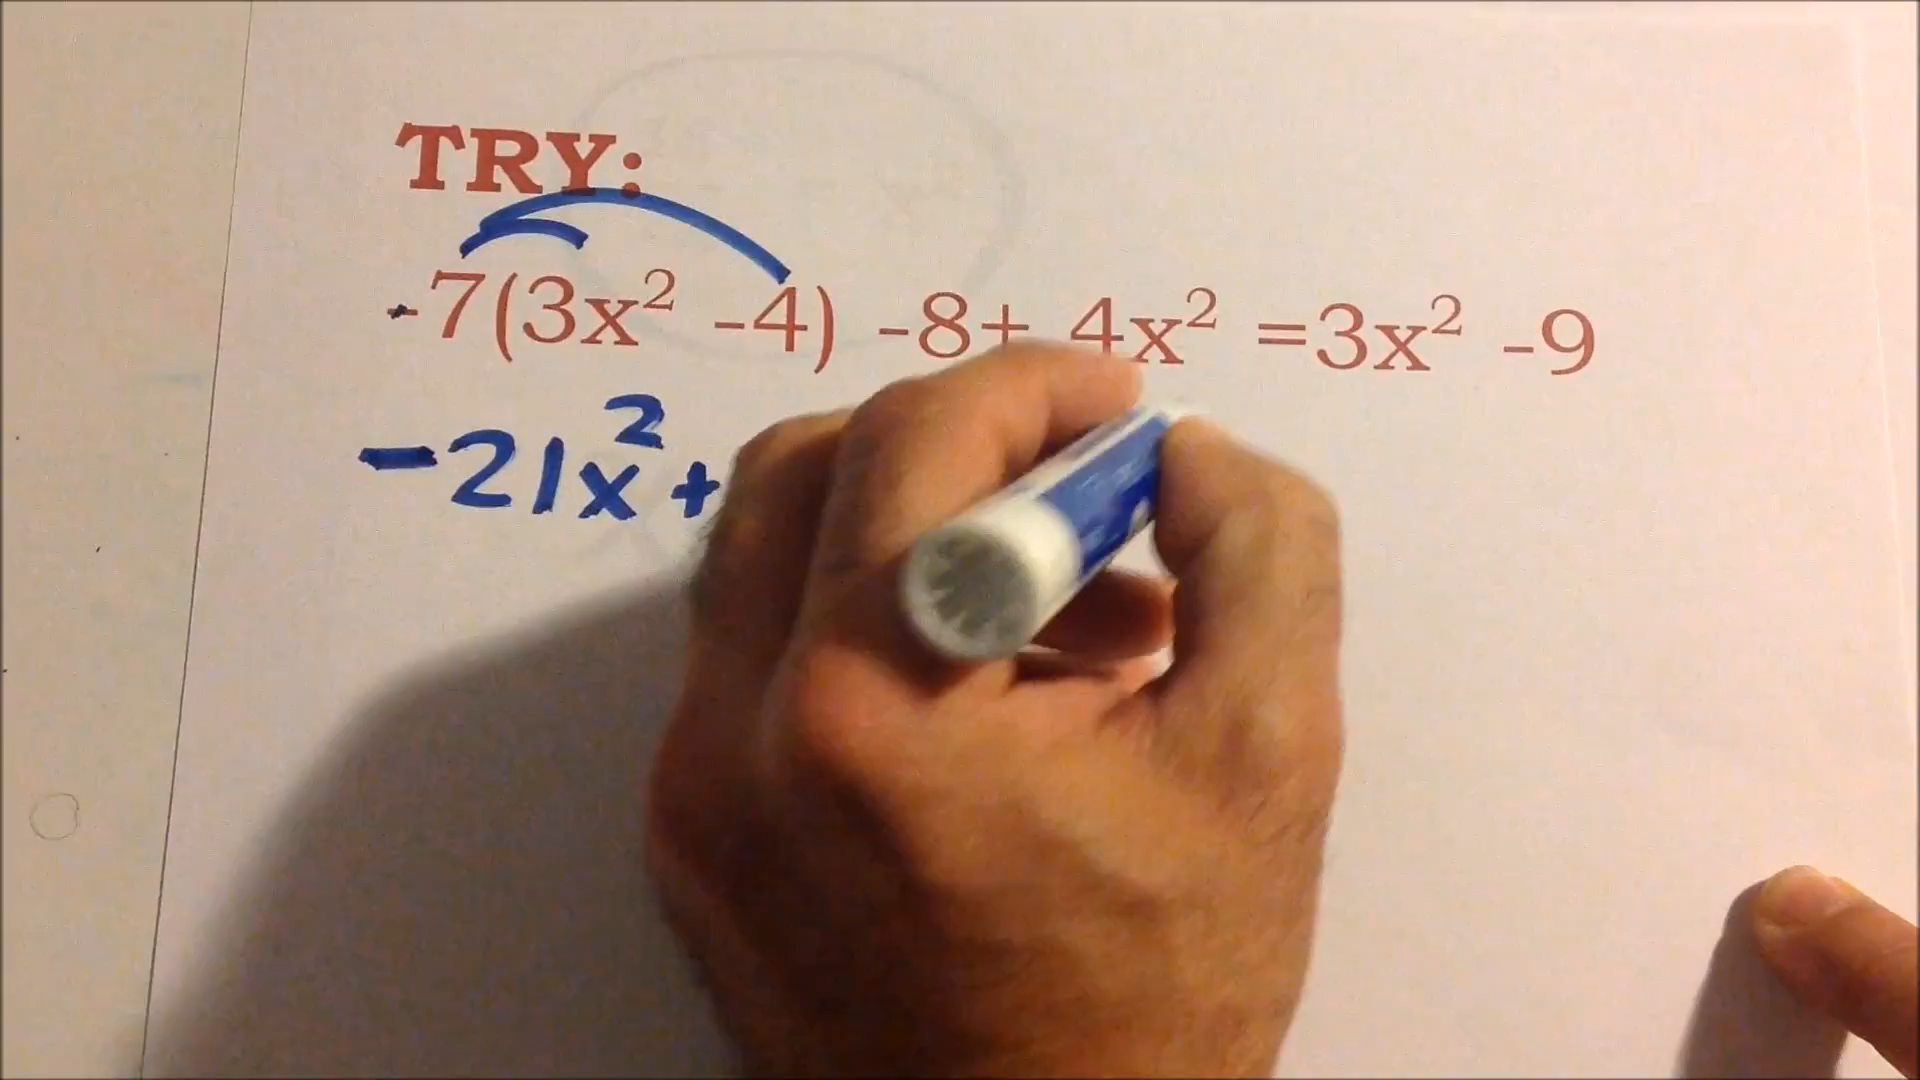 TRY:
-7(3x² -4) -8+ 4x² =3x² -9
-21x²+